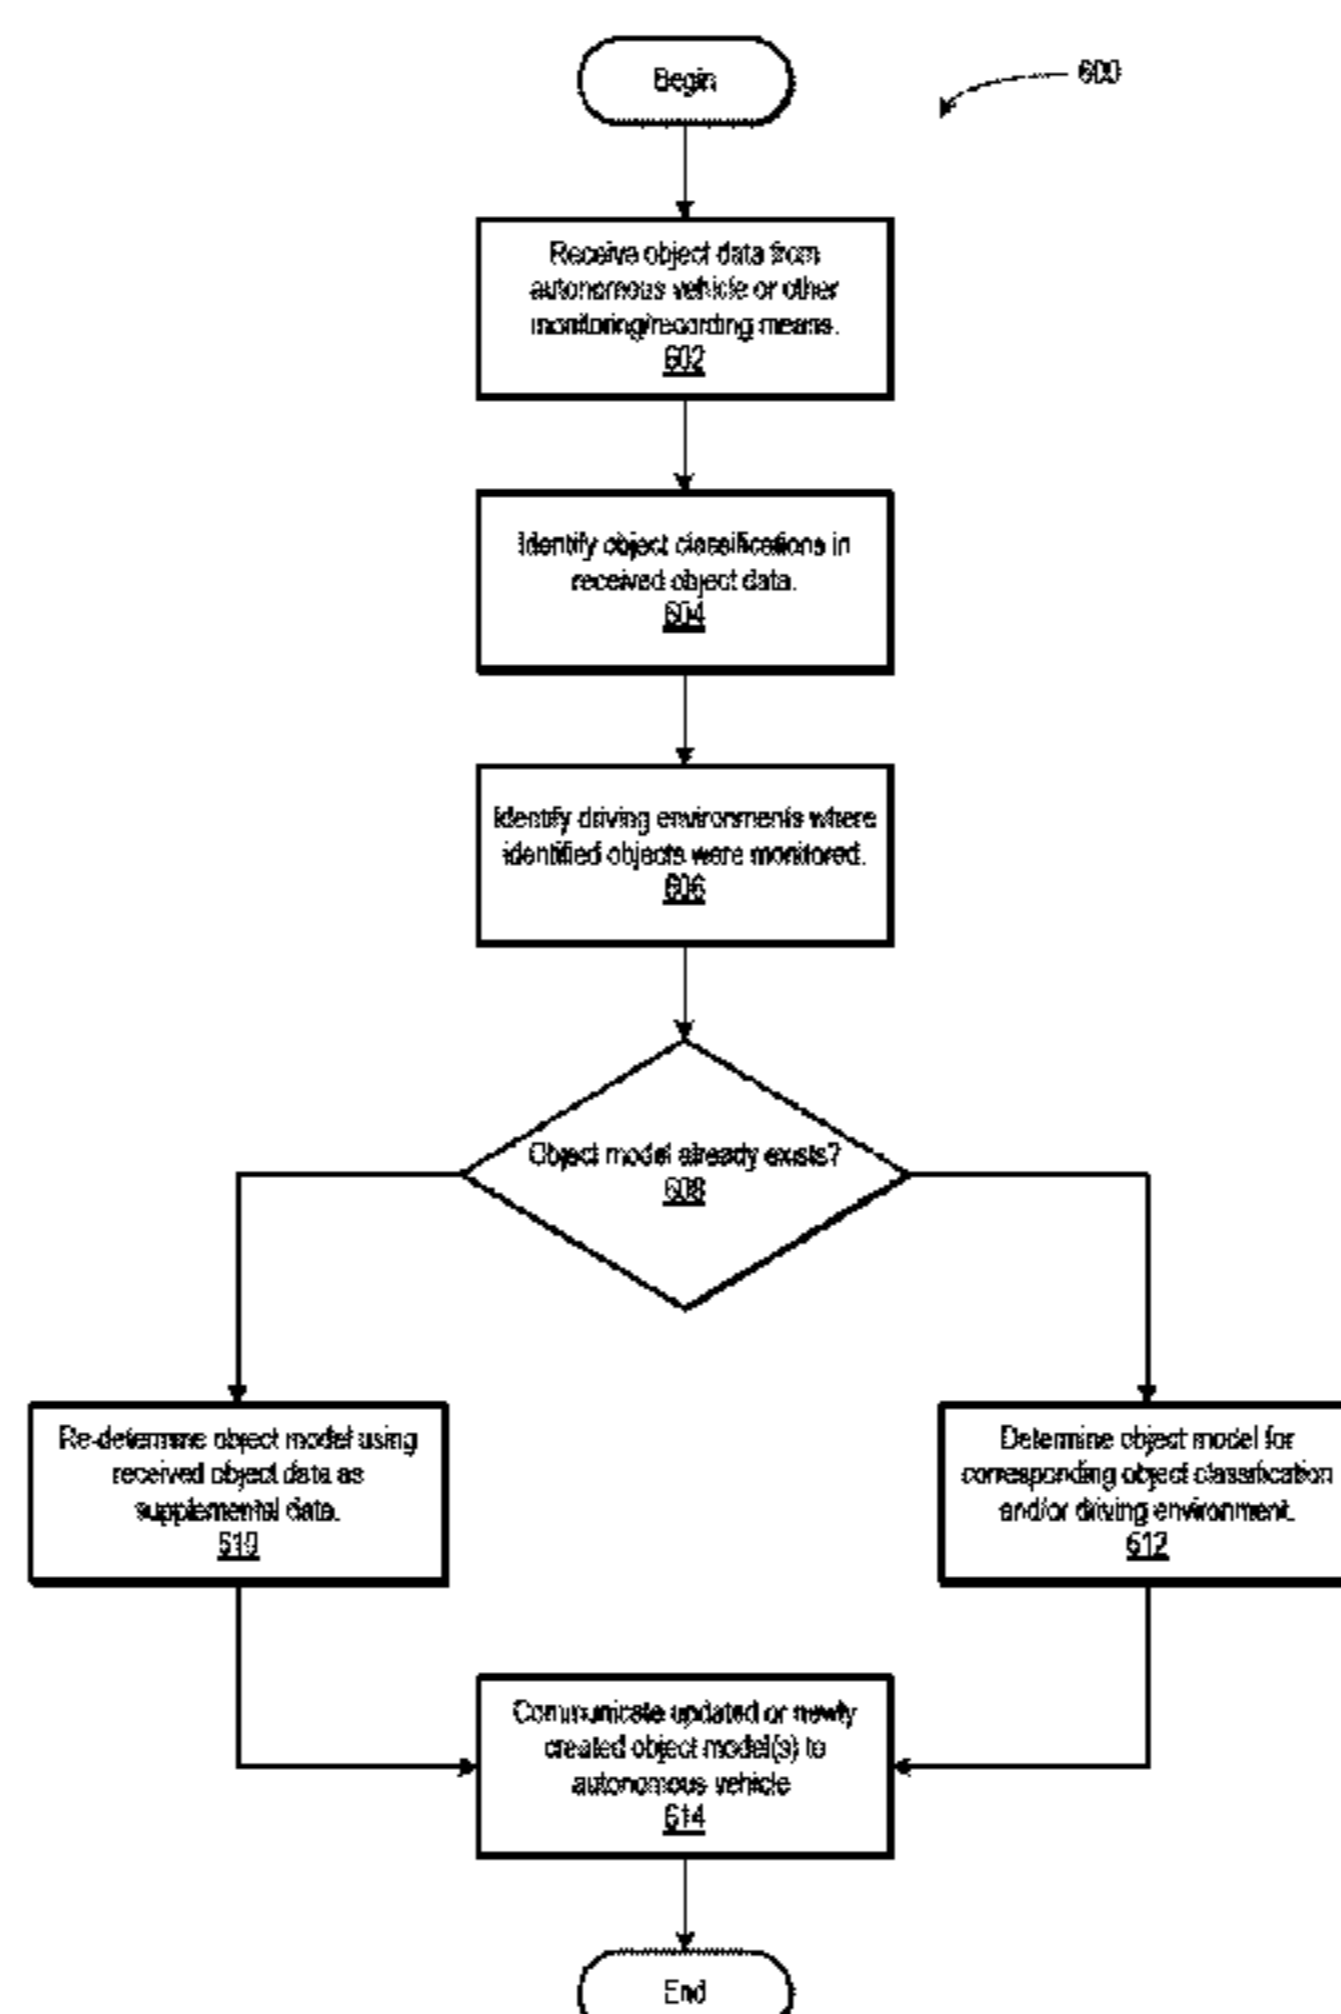 Begin
600
Receive object data from
autonomous vehicle or other
monitoring/recording means.
602
Identify object classifications in
received object data.
604
Identify driving environments where
identified objects were monitored.
606
Object model already exists?
608
Re-determine object model using
received object data as
supplemental data.
610
Determine object model for
corresponding object classification
and/or driving environment.
612
Communicate updated or newly
created object model(s) to
autonomous vehicle
614
End